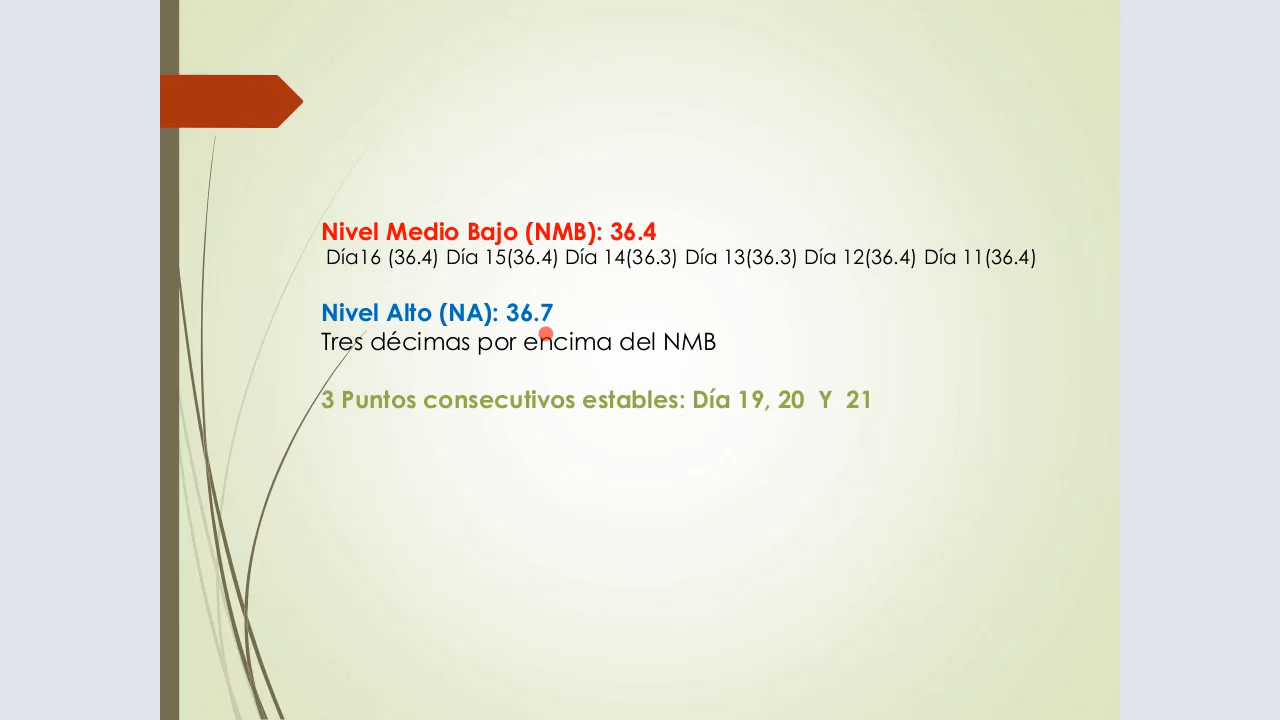 Nivel Medio Bajo (NMB): 36.4
Día16 (36.4) Día 15(36.4) Día 14(36.3) Día 13(36.3) Día 12(36.4) Día 11(36.4)
Nivel Alto (NA): 36.7
Tres décimas por encima del NMB
3 Puntos consecutivos estables: Día 19, 20 Y 21